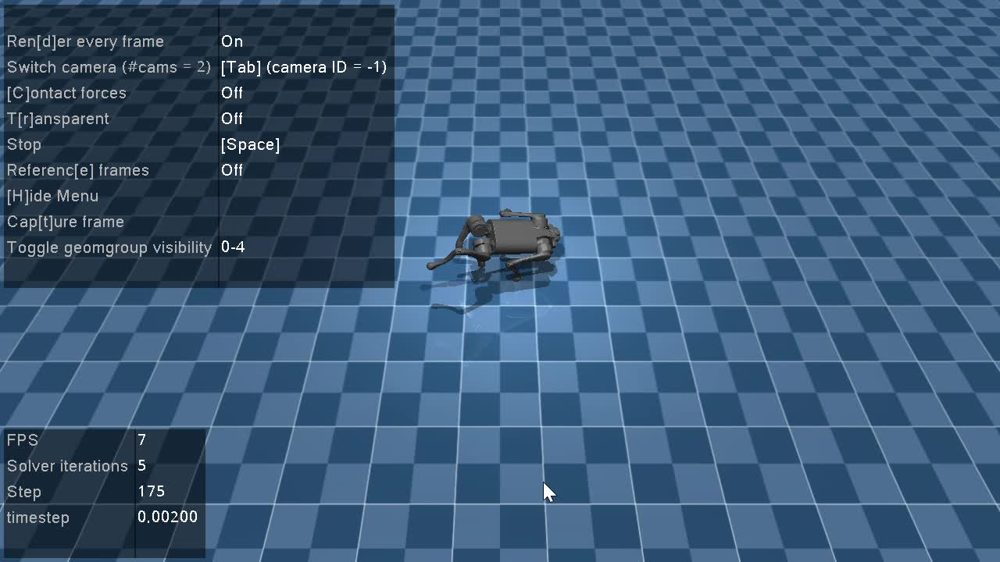 Ren[d]er every frame On
Switch camera (#cams = 2) [Tab] (camera ID = -1)
[C]ontact forces Off
T[r]ansparent Off
Stop [Space]
Referenc[e] frames Off
[H]ide Menu
Cap[t]ure frame
Toggle geomgroup visibility 0-4
FPS 7
Solver iterations 5
Step 175
timestep 0.00200